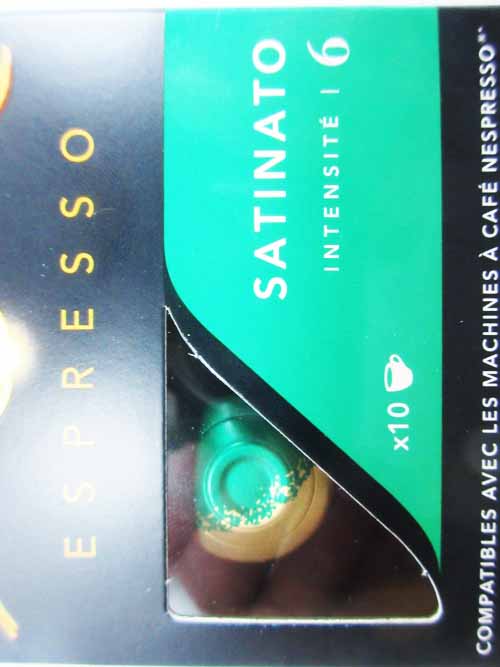 ESPRESSO
SATINATO
INTENSITÉ | 6
x10
COMPATIBLES AVEC LES MACHINES À CAFÉ NESPRESSO®*